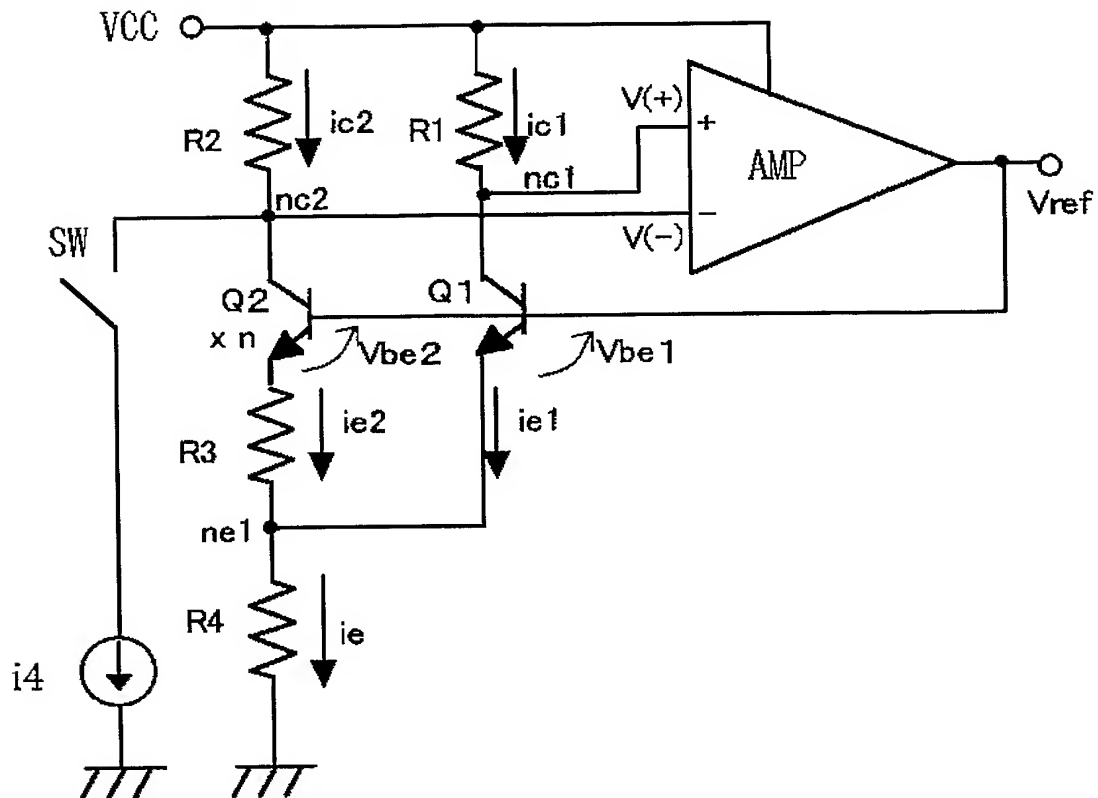 VCC
R2
ic2
R1
ic1
V(+)
+
AMP
nc1
nc2
Vref
SW
V(-)
-
Q2
x n
Q1
Vbe2
Vbe1
R3
ie2
ie1
ne1
R4
ie
i4